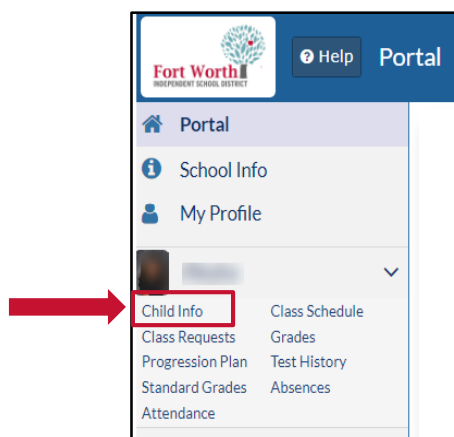 Fort Worth
INDEPENDENT SCHOOL DISTRICT
? Help
Portal
Portal
School Info
My Profile
Child Info Class Schedule
Class Requests Grades
Progression Plan Test History
Standard Grades Absences
Attendance